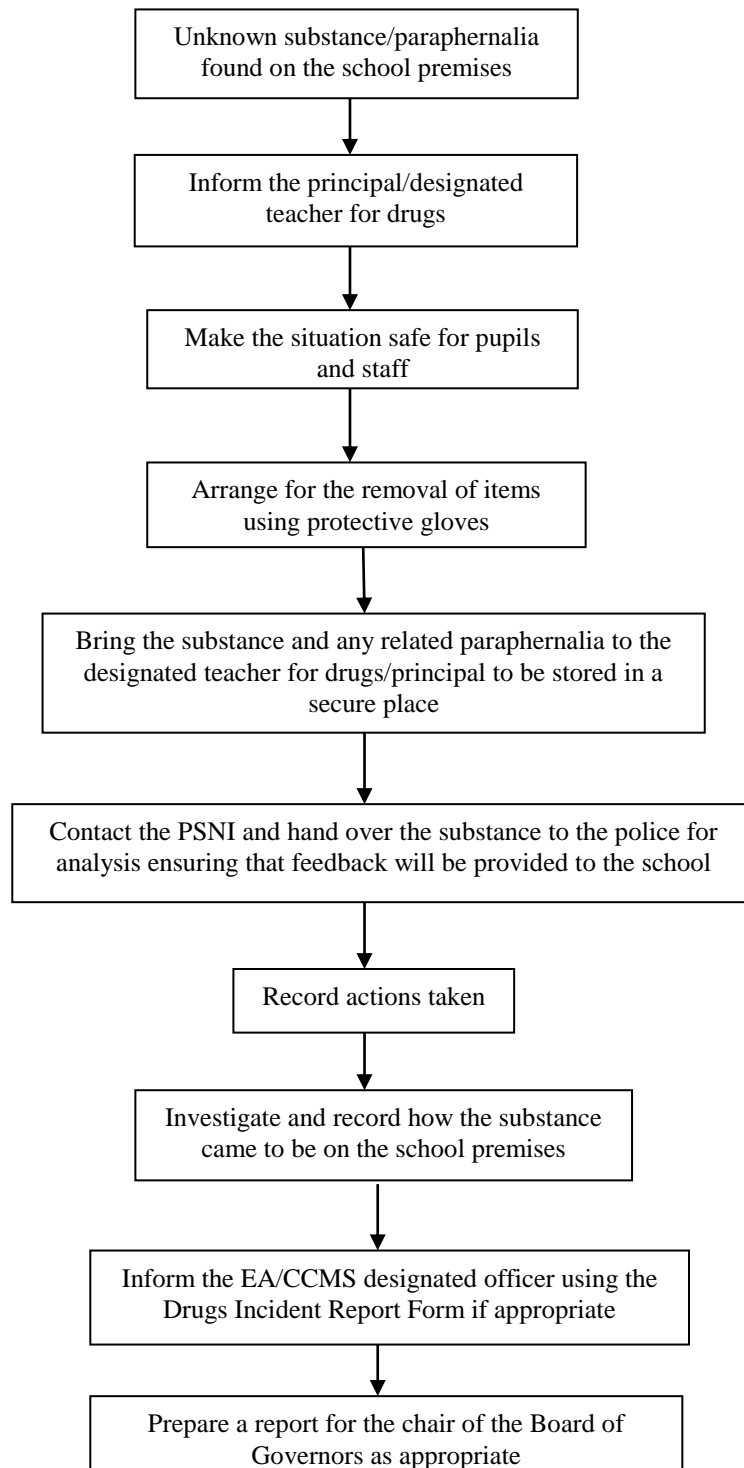 Unknown substance/paraphernalia
found on the school premises
Inform the principal/designated
teacher for drugs
Make the situation safe for pupils
and staff
Arrange for the removal of items
using protective gloves
Bring the substance and any related paraphernalia to the
designated teacher for drugs/principal to be stored in a
secure place
Contact the PSNI and hand over the substance to the police for
analysis ensuring that feedback will be provided to the school
Record actions taken
Investigate and record how the substance
came to be on the school premises
Inform the EA/CCMS designated officer using the
Drugs Incident Report Form if appropriate
Prepare a report for the chair of the Board of
Governors as appropriate